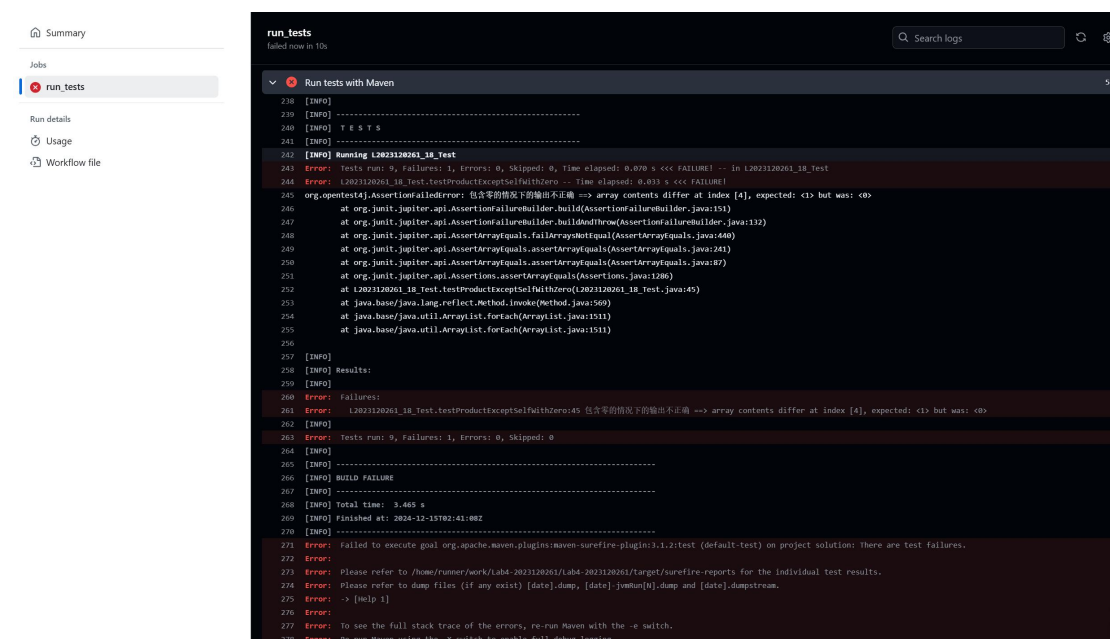 Summary
Jobs
run_tests
Run details
Usage
Workflow file
run_tests
failed now in 10s
Search logs
Run tests with Maven
5
238 [INFO]
239 [INFO] -------------------------------------------------------
240 [INFO]  T E S T S
241 [INFO] -------------------------------------------------------
242 [INFO] Running L2023120261_18_Test
243 Error:  Tests run: 9, Failures: 1, Errors: 0, Skipped: 0, Time elapsed: 0.070 s <<< FAILURE! -- in L2023120261_18_Test
244 Error:  L2023120261_18_Test.testProductExceptSelfWithZero -- Time elapsed: 0.033 s <<< FAILURE!
245 org.opentest4j.AssertionFailedError: 包含零的情况下的输出不正确 ==> array contents differ at index [4], expected: <1> but was: <0>
246 at org.junit.jupiter.api.AssertionFailureBuilder.build(AssertionFailureBuilder.java:151)
247 at org.junit.jupiter.api.AssertionFailureBuilder.buildAndThrow(AssertionFailureBuilder.java:132)
248 at org.junit.jupiter.api.AssertArrayEquals.failArraysNotEqual(AssertArrayEquals.java:440)
249 at org.junit.jupiter.api.AssertArrayEquals.assertArrayEquals(AssertArrayEquals.java:241)
250 at org.junit.jupiter.api.AssertArrayEquals.assertArrayEquals(AssertArrayEquals.java:87)
251 at org.junit.jupiter.api.Assertions.assertArrayEquals(Assertions.java:1286)
252 at L2023120261_18_Test.testProductExceptSelfWithZero(L2023120261_18_Test.java:45)
253 at java.base/java.lang.reflect.Method.invoke(Method.java:569)
254 at java.base/java.util.ArrayList.forEach(ArrayList.java:1511)
255 at java.base/java.util.ArrayList.forEach(ArrayList.java:1511)
256
257 [INFO]
258 [INFO] Results:
259 [INFO]
260 Error:  Failures:
261 Error:    L2023120261_18_Test.testProductExceptSelfWithZero:45 包含零的情况下的输出不正确 ==> array contents differ at index [4], expected: <1> but was: <0>
262 [INFO]
263 Error:  Tests run: 9, Failures: 1, Errors: 0, Skipped: 0
264 [INFO]
265 [INFO] ------------------------------------------------------------------------
266 [INFO] BUILD FAILURE
267 [INFO] ------------------------------------------------------------------------
268 [INFO] Total time:  3.465 s
269 [INFO] Finished at: 2024-12-15T02:41:08Z
270 [INFO] ------------------------------------------------------------------------
271 Error:  Failed to execute goal org.apache.maven.plugins:maven-surefire-plugin:3.1.2:test (default-test) on project solution: There are test failures.
272 Error:
273 Error:  Please refer to /home/runner/work/Lab4-2023120261/Lab4-2023120261/target/surefire-reports for the individual test results.
274 Error:  Please refer to dump files (if any exist) [date].dump, [date]-jvmRun[N].dump and [date].dumpstream.
275 Error:  -> [Help 1]
276 Error:
277 Error:  To see the full stack trace of the errors, re-run Maven with the -e switch.
278 Error:  Re-run Maven using the -X switch to enable full debug logging.